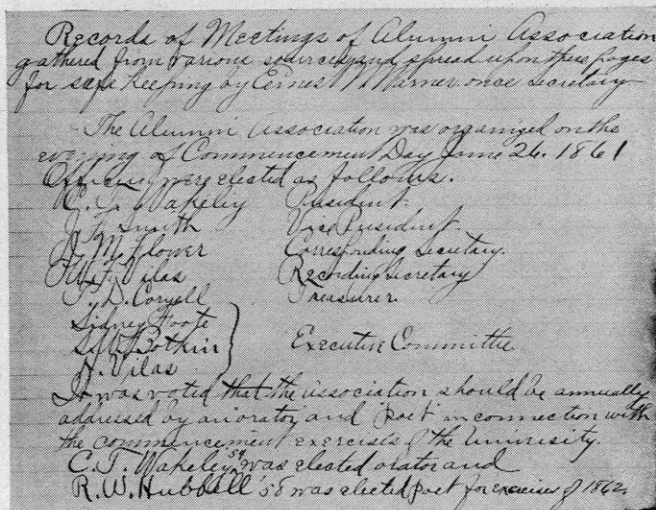 Records of Meetings of Alumni Association
gathered from various sources and spread upon these pages
for safe keeping by Ernest N. Warner once secretary
The Alumni Association was organized on the
evening of Commencement Day June 26. 1861
Officers were elected as follows.
C. T. Wakeley President
J. F. Smith Vice President
J. M. Flower Corresponding Secretary.
W. F. Vilas Recording Secretary
T. D. Coryell Treasurer.
Sidney Foote
Botkin } Executive Committee
H. Vilas
It was voted that the association should be annually
addressed by an orator and poet in connection with
the commencement exercises of the University.
C. T. Wakeley '54 was elected orator and
R. W. Hubbell '58 was elected poet for exercises of 1862.